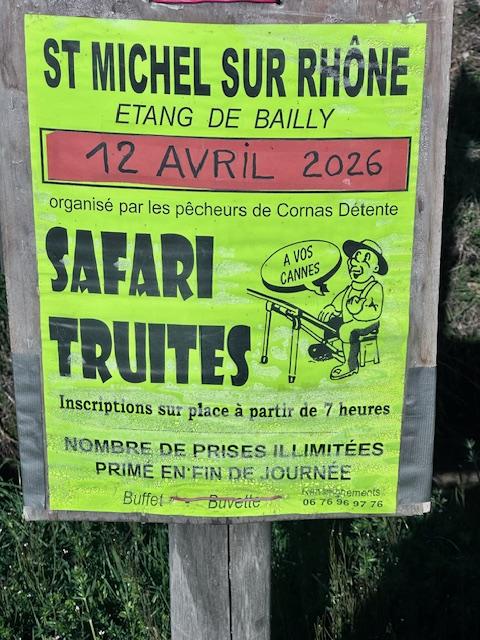 ST MICHEL SUR RHÔNE
ETANG DE BAILLY
12 AVRIL 2026
organisé par les pêcheurs de Cornas Détente
SAFARI
TRUITES
A VOS
CANNES
Inscriptions sur place à partir de 7 heures
NOMBRE DE PRISES ILLIMITÉES
PRIME EN FIN DE JOURNÉE
Buffet Buvette
Renseignements
06 76 96 97 76